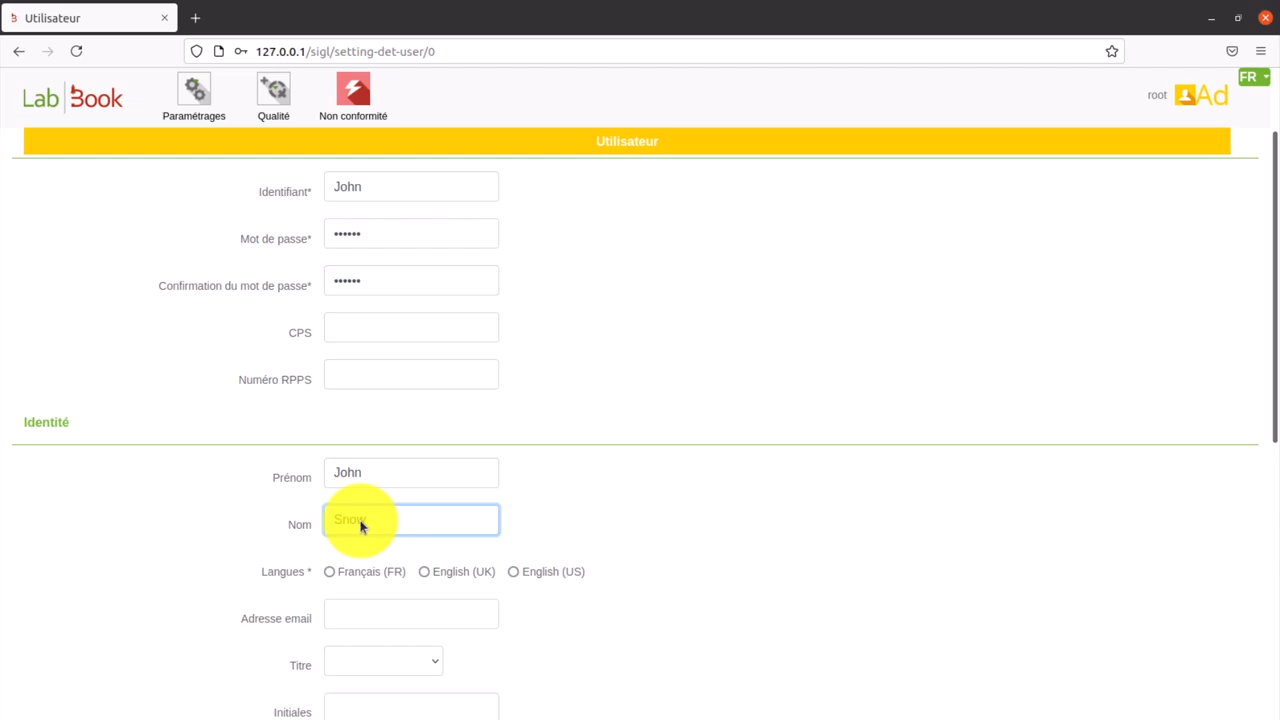 Utilisateur
127.0.0.1/sigl/setting-det-user/0
Lab Book
Paramétrages
Qualité
Non conformité
root
Ad
FR
Utilisateur
Identifiant*
John
Mot de passe*
••••••
Confirmation du mot de passe*
••••••
CPS
Numéro RPPS
Identité
Prénom
John
Nom
Snow
Langues *
Français (FR)
English (UK)
English (US)
Adresse email
Titre
Initiales